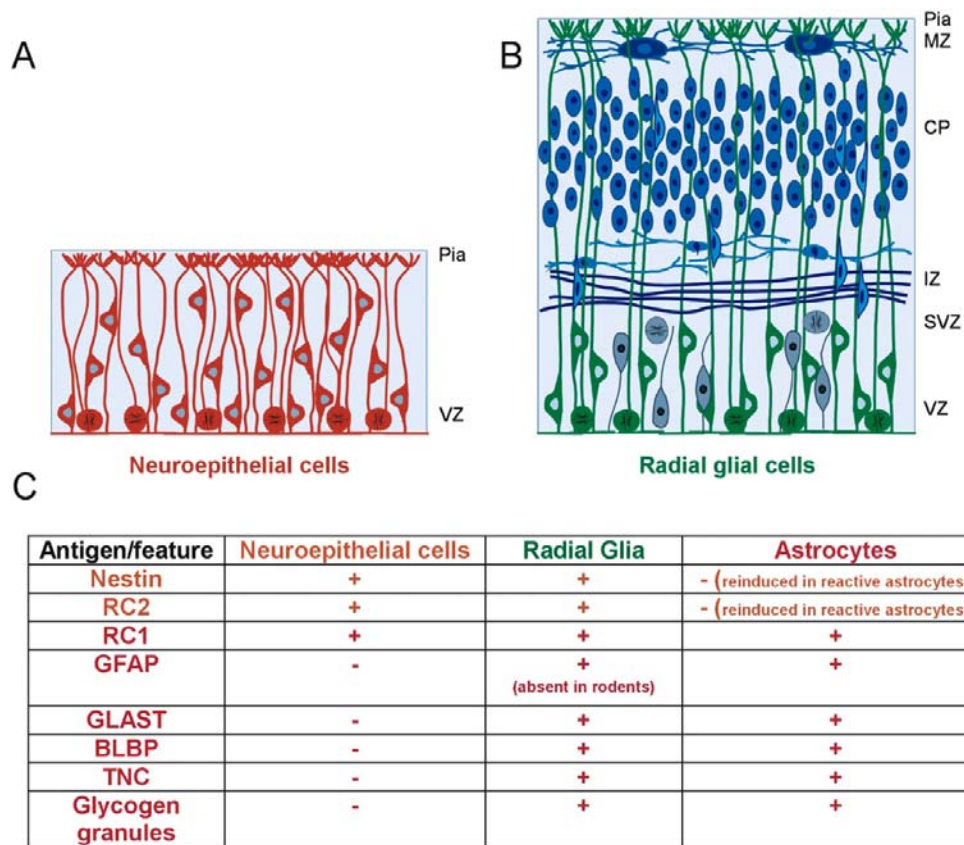 A
B
Pia
MZ
CP
IZ
SVZ
VZ
Pia
VZ
Neuroepithelial cells
Radial glial cells
C
Antigen/feature Neuroepithelial cells Radial Glia Astrocytes
Nestin + + - (reinduced in reactive astrocytes
RC2 + + - (reinduced in reactive astrocytes
RC1 + + +
GFAP - + +
(absent in rodents)
GLAST - + +
BLBP - + +
TNC - + +
Glycogen - + +
granules